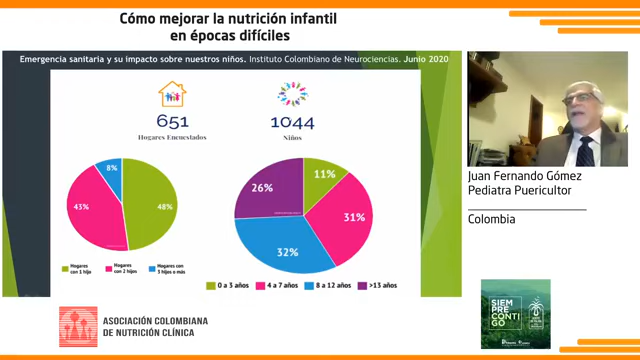 Cómo mejorar la nutrición infantil
en épocas difíciles
Emergencia sanitaria y su impacto sobre nuestros niños. Instituto Colombiano de Neurociencias. Junio 2020
651
Hogares Encuestados
1044
Niños
8%
43%
48%
Hogares
con 1 hijo
Hogares
con 2 hijos
Hogares con
3 hijos o más
11%
26%
31%
32%
0 a 3 años
4 a 7 años
8 a 12 años
>13 años
Juan Fernando Gómez
Pediatra Puericultor
Colombia
ASOCIACIÓN COLOMBIANA
DE NUTRICIÓN CLÍNICA
SIEM
PRE
CONTI
GO